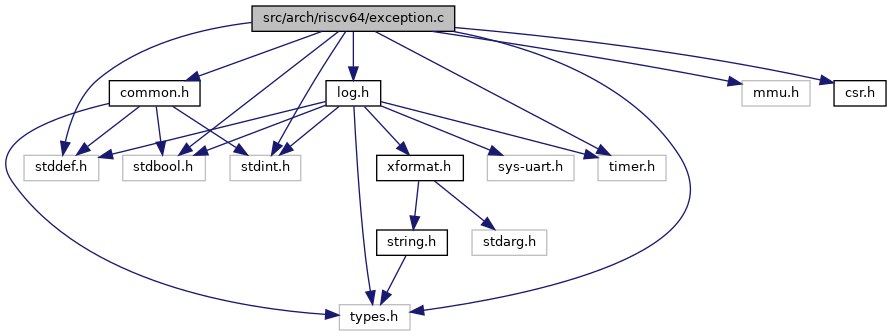 src/arch/riscv64/exception.c
common.h
log.h
mmu.h
csr.h
stddef.h
stdbool.h
stdint.h
xformat.h
sys-uart.h
timer.h
string.h
stdarg.h
types.h